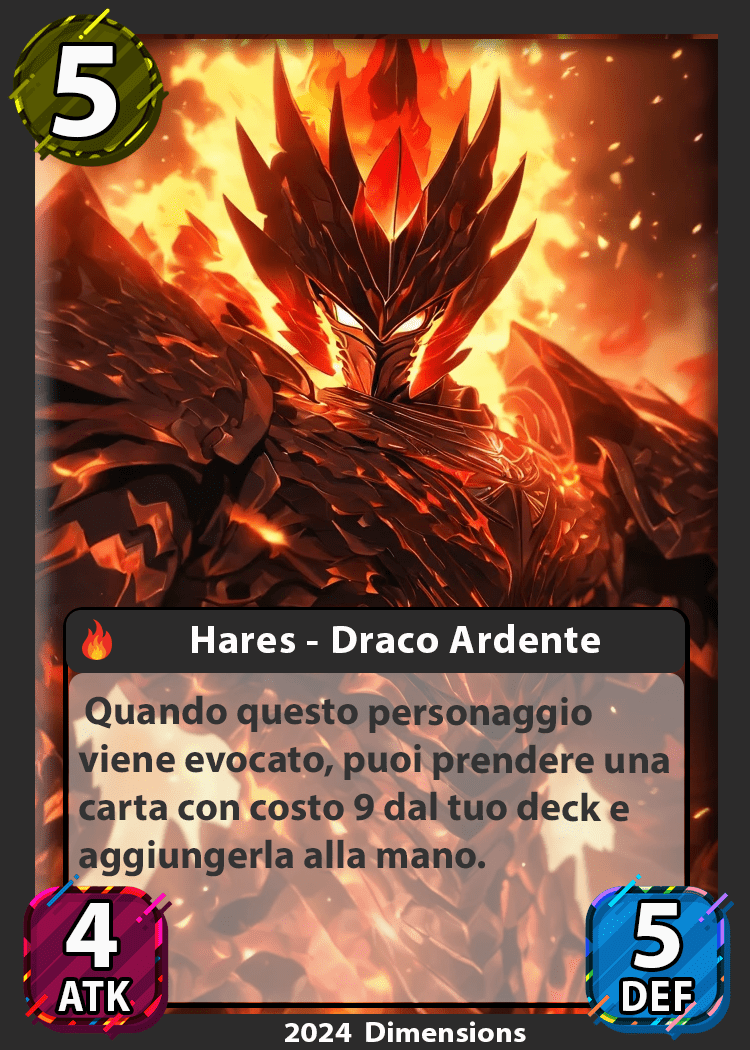 5
Hares - Draco Ardente
Quando questo personaggio
viene evocato, puoi prendere una
carta con costo 9 dal tuo deck e
aggiungerla alla mano.
4
ATK
5
DEF
2024 Dimensions